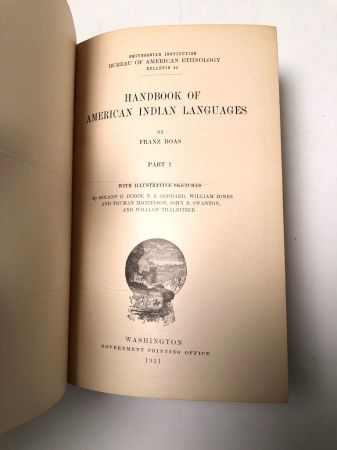 SMITHSONIAN INSTITUTION
BUREAU OF AMERICAN ETHNOLOGY
BULLETIN 40
HANDBOOK OF
AMERICAN INDIAN LANGUAGES
BY
FRANZ BOAS
PART 1
WITH ILLUSTRATIVE SKETCHES
By ROLAND B. DIXON, P. E. GODDARD, WILLIAM JONES
AND TRUMAN MICHELSON, JOHN R. SWANTON,
AND WILLIAM THALBITZER
WASHINGTON
GOVERNMENT PRINTING OFFICE
1911